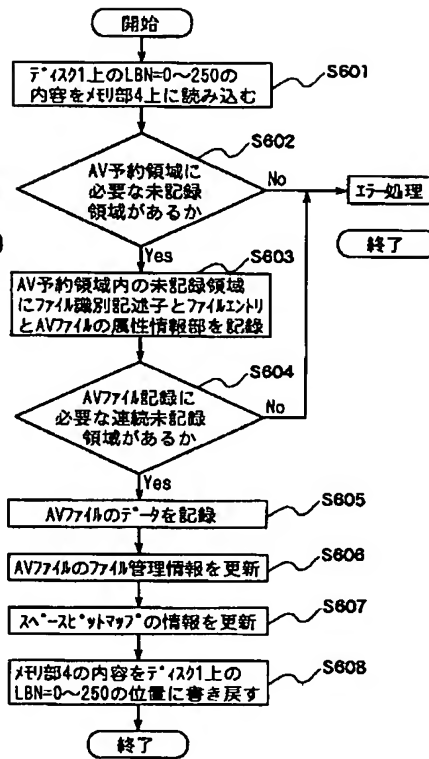 開始
S601
ディスク1上のLBN=0~250の
内容をメモリ部4上に読み込む
S602
AV予約領域に
必要な未記録
領域があるか
No
エラー処理
終了
Yes
S603
AV予約領域内の未記録領域
にファイル識別記述子とファイルエントリ
とAVファイルの属性情報部を記録
S604
AVファイル記録に
必要な連続未記録
領域があるか
No
Yes
S605
AVファイルのデータを記録
S606
AVファイルのファイル管理情報を更新
S607
スペースビットマップの情報を更新
S608
メモリ部4の内容をディスク1上の
LBN=0~250の位置に書き戻す
終了